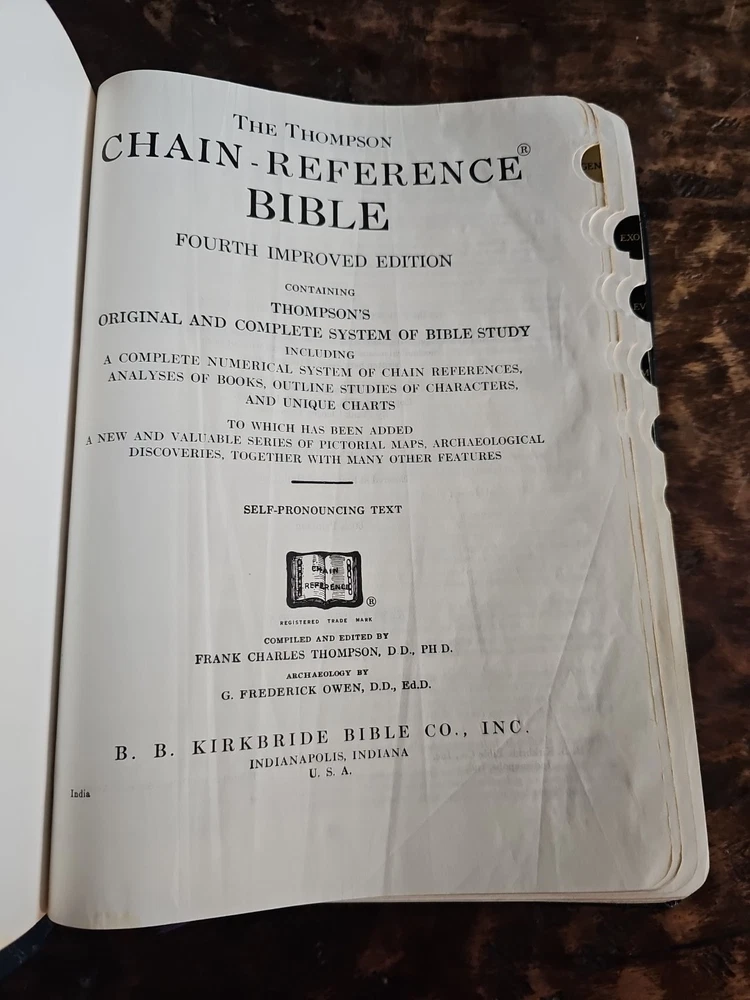 THE THOMPSON
CHAIN-REFERENCE®
BIBLE
FOURTH IMPROVED EDITION
CONTAINING
THOMPSON'S
ORIGINAL AND COMPLETE SYSTEM OF BIBLE STUDY
INCLUDING
A COMPLETE NUMERICAL SYSTEM OF CHAIN REFERENCES,
ANALYSES OF BOOKS, OUTLINE STUDIES OF CHARACTERS,
AND UNIQUE CHARTS
TO WHICH HAS BEEN ADDED
A NEW AND VALUABLE SERIES OF PICTORIAL MAPS, ARCHAEOLOGICAL
DISCOVERIES, TOGETHER WITH MANY OTHER FEATURES
SELF-PRONOUNCING TEXT
CHAIN
REFERENCE
®
REGISTERED TRADE MARK
COMPILED AND EDITED BY
FRANK CHARLES THOMPSON, D D., PH D.
ARCHAEOLOGY BY
G. FREDERICK OWEN, D.D., Ed.D.
B. B. KIRKBRIDE BIBLE CO., INC.
INDIANAPOLIS, INDIANA
U. S. A.
India
GEN
EXO
EV